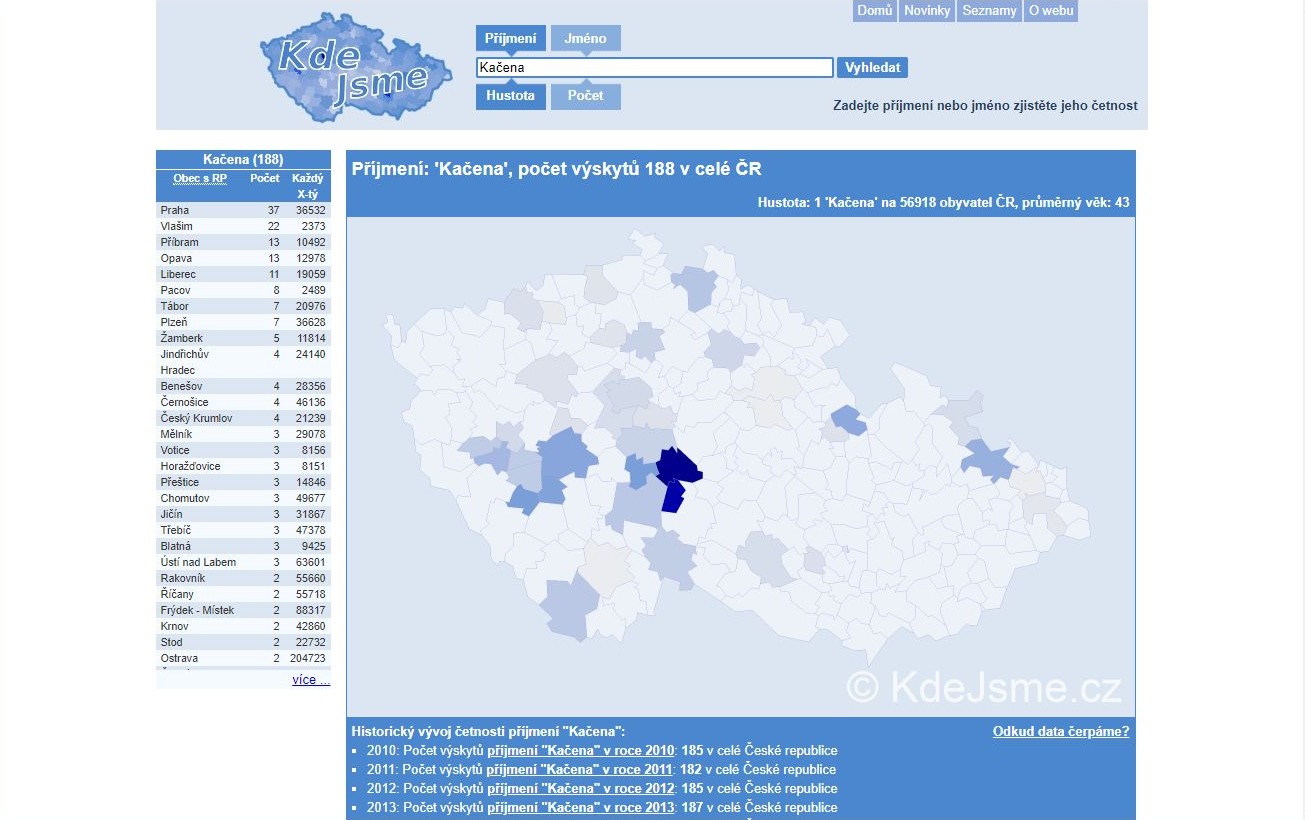 Domů Novinky Seznamy O webu
Kde Jsme
Příjmení Jméno
Kačena Vyhledat
Hustota Počet
Zadejte příjmení nebo jméno zjistěte jeho četnost
Kačena (188)
Obec s RP Počet Každý X-tý
Praha 37 36532
Vlašim 22 2373
Příbram 13 10492
Opava 13 12978
Liberec 11 19059
Pacov 8 2489
Tábor 7 20976
Plzeň 7 36628
Žamberk 5 11814
Jindřichův Hradec 4 24140
Benešov 4 28356
Černošice 4 46136
Český Krumlov 4 21239
Mělník 3 29078
Votice 3 8156
Horažďovice 3 8151
Přeštice 3 14846
Chomutov 3 49677
Jičín 3 31867
Třebíč 3 47378
Blatná 3 9425
Ústí nad Labem 3 63601
Rakovník 2 55660
Říčany 2 55718
Frýdek - Místek 2 88317
Krnov 2 42860
Stod 2 22732
Ostrava 2 204723
více ...
Příjmení: 'Kačena', počet výskytů 188 v celé ČR
Hustota: 1 'Kačena' na 56918 obyvatel ČR, průměrný věk: 43
© KdeJsme.cz
Historický vývoj četnosti příjmení "Kačena": Odkud data čerpáme?
2010: Počet výskytů příjmení "Kačena" v roce 2010: 185 v celé České republice
2011: Počet výskytů příjmení "Kačena" v roce 2011: 182 v celé České republice
2012: Počet výskytů příjmení "Kačena" v roce 2012: 185 v celé České republice
2013: Počet výskytů příjmení "Kačena" v roce 2013: 187 v celé České republice